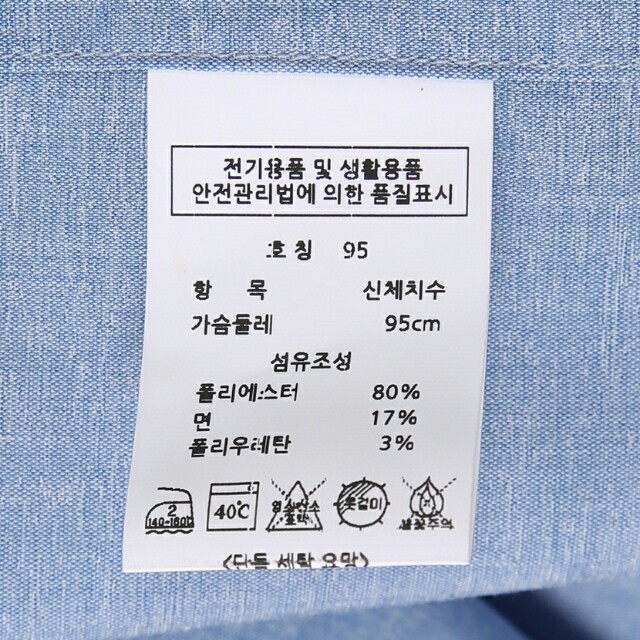 전기용품 및 생활용품
안전관리법에 의한 품질표시
호칭 95
항 목 신체치수
가슴둘레 95cm
섬유조성
폴리에스터 80%
면 17%
폴리우레탄 3%
2 140-160℃ 40℃ 염소탄소 표백 옷걸이 불꽃주의
<단독 세탁 요망>